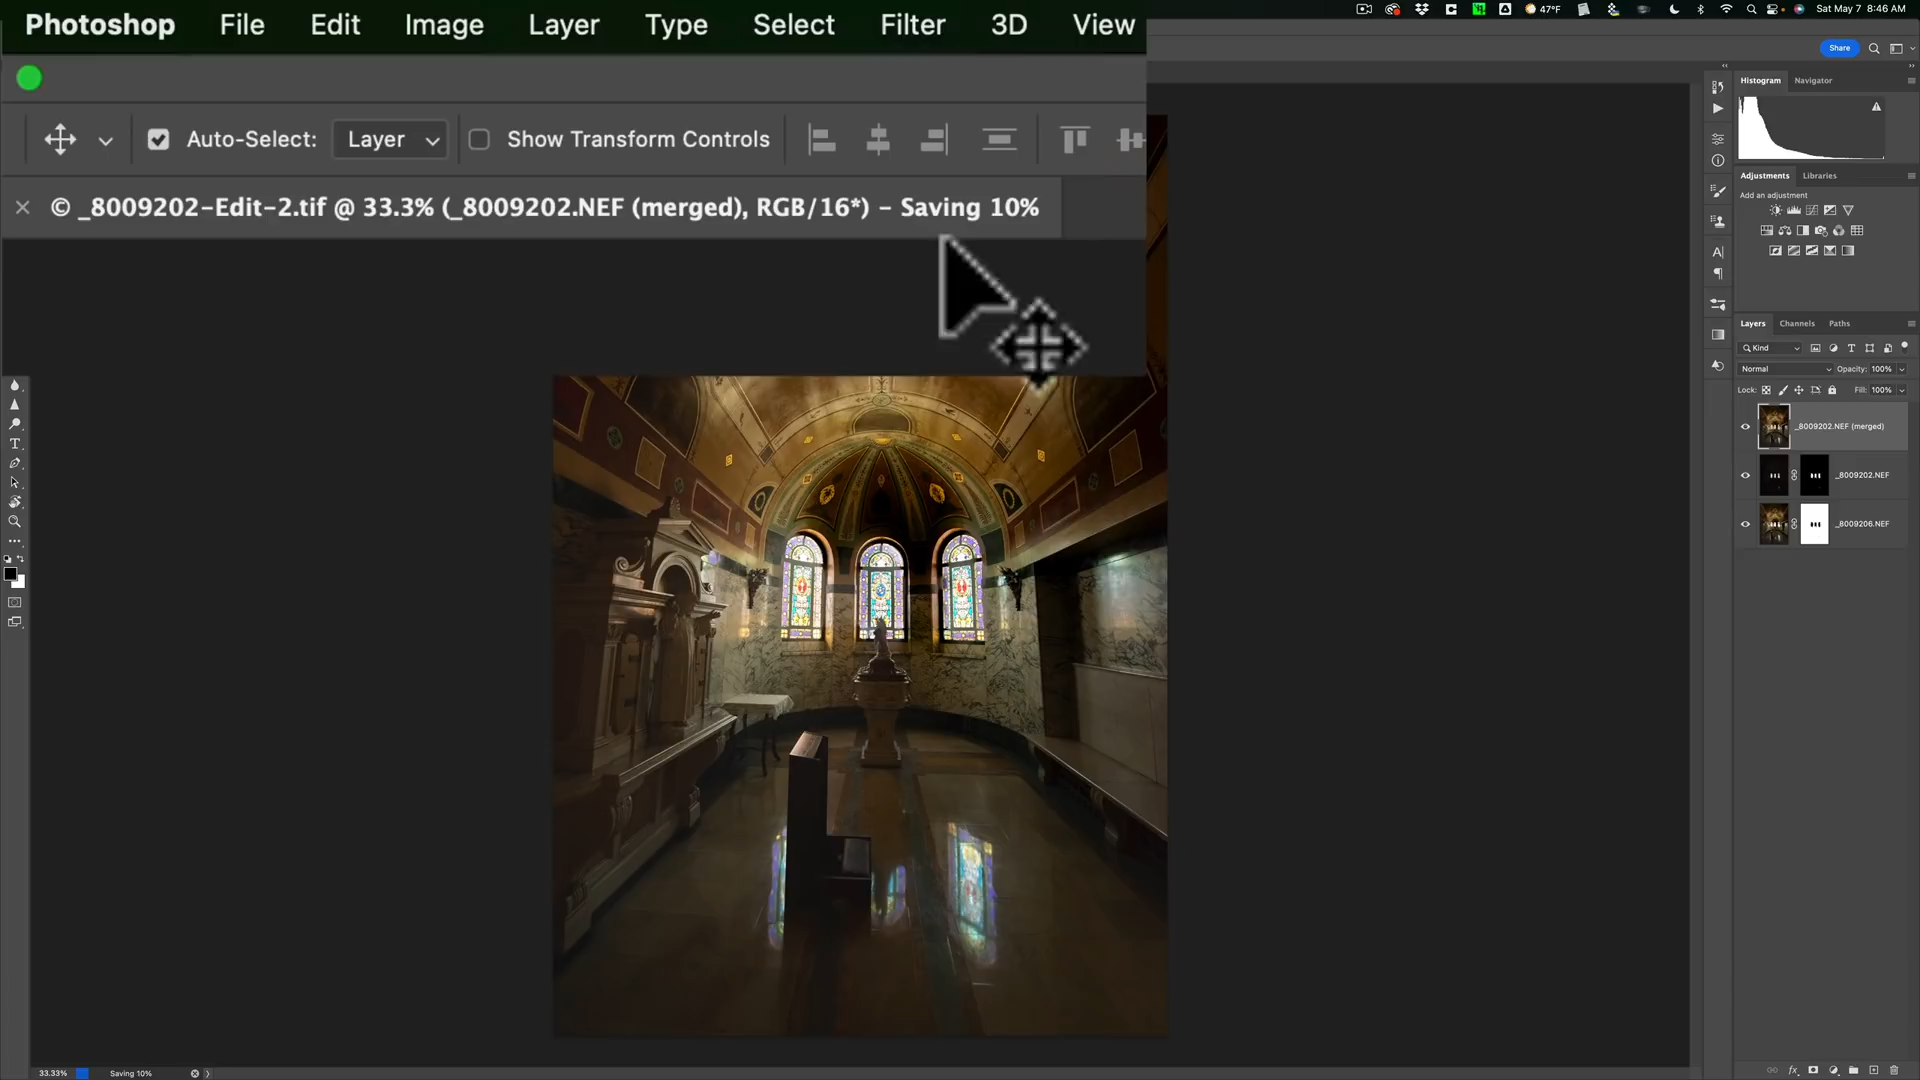 Photoshop File Edit Image Layer Type Select Filter 3D View
47°F Sat May 7 8:46 AM
Share
Auto-Select: Layer Show Transform Controls
© _8009202-Edit-2.tif @ 33.3% (_8009202.NEF (merged), RGB/16*) – Saving 10%
Histogram Navigator
Adjustments Libraries
Add an adjustment
Layers Channels Paths
Kind
Normal Opacity: 100%
Lock: Fill: 100%
_8009202.NEF (merged)
_8009202.NEF
_8009206.NEF
33.33% Saving 10%